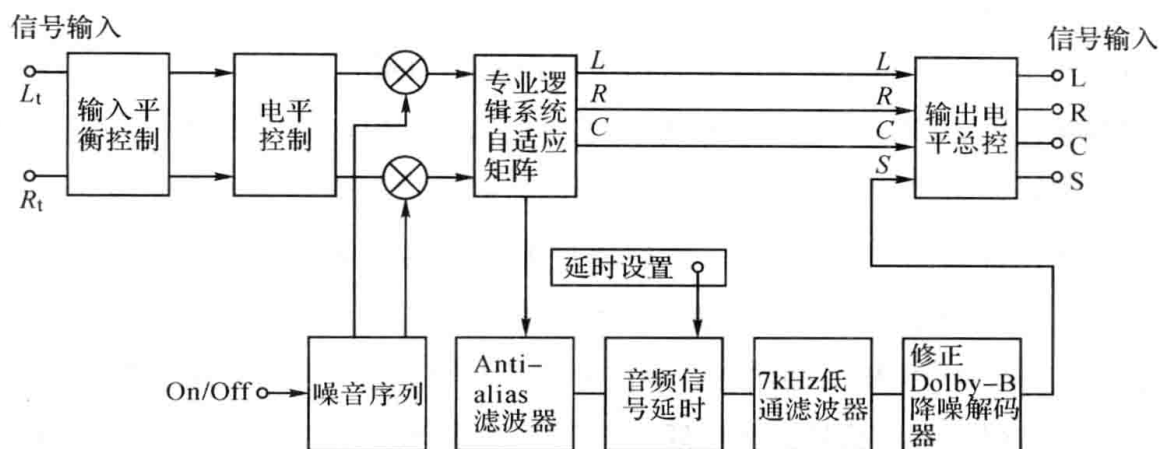 信号输入
信号输入
L_t
R_t
输入平
衡控制
电平
控制
专业逻
辑系统
自适应
矩阵
L
R
C
L
R
C
S
输出电
平总控
L
R
C
S
延时设置
On/Off
噪音序列
Anti-
alias
滤波器
音频信
号延时
7kHz低
通滤波器
修正
Dolby-B
降噪解码
器